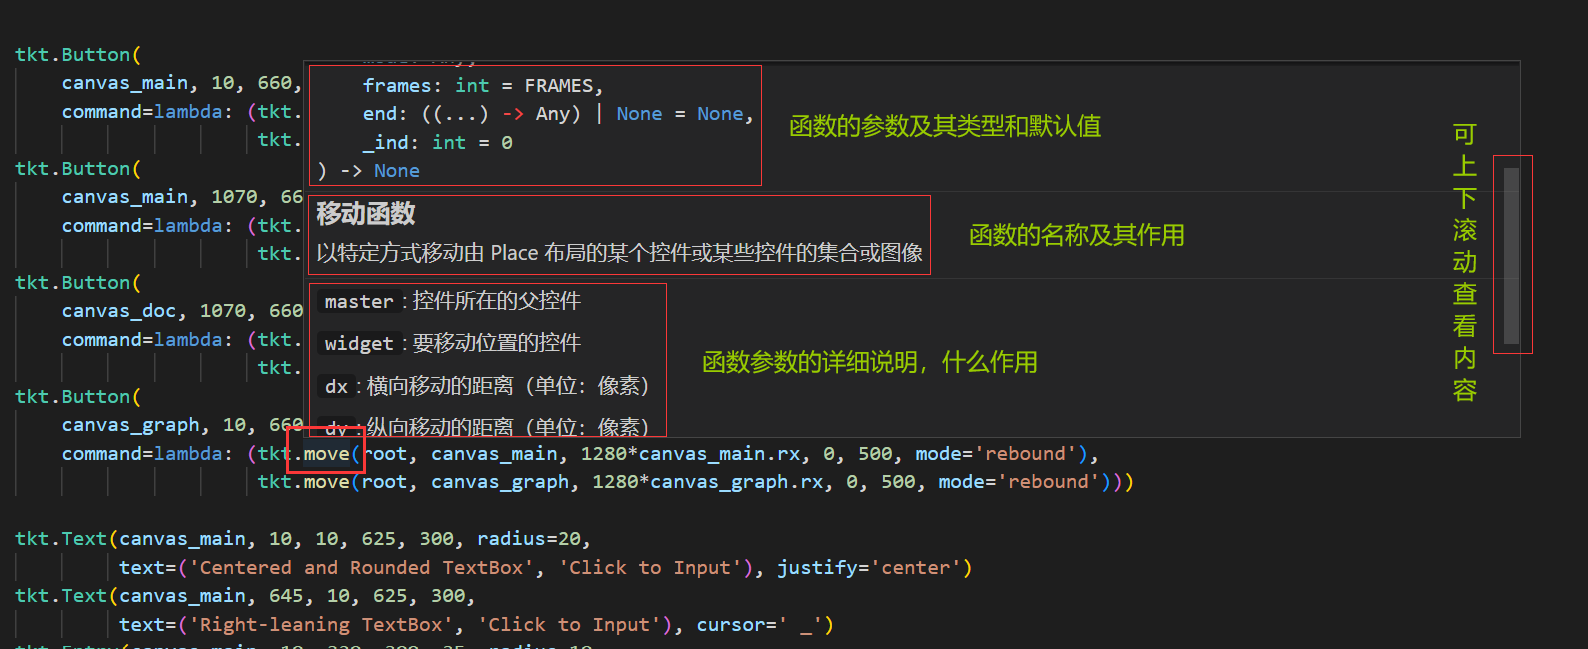 tkt.Button(
canvas_main, 10, 660,
command=lambda: (tkt.
tkt.
tkt.Button(
canvas_main, 1070, 66
command=lambda: (tkt.
tkt.
tkt.Button(
canvas_doc, 1070, 660
command=lambda: (tkt.
tkt.
tkt.Button(
canvas_graph, 10, 660
frames: int = FRAMES,
end: ((...) -> Any) | None = None,
_ind: int = 0
) -> None
函数的参数及其类型和默认值
移动函数
以特定方式移动由 Place 布局的某个控件或某些控件的集合或图像
函数的名称及其作用
master : 控件所在的父控件
widget : 要移动位置的控件
dx : 横向移动的距离（单位：像素）
dy : 纵向移动的距离（单位：像素）
函数参数的详细说明，什么作用
可上下滚动查看内容
command=lambda: (tkt.move(root, canvas_main, 1280*canvas_main.rx, 0, 500, mode='rebound'),
tkt.move(root, canvas_graph, 1280*canvas_graph.rx, 0, 500, mode='rebound')))
tkt.Text(canvas_main, 10, 10, 625, 300, radius=20,
text=('Centered and Rounded TextBox', 'Click to Input'), justify='center')
tkt.Text(canvas_main, 645, 10, 625, 300,
text=('Right-leaning TextBox', 'Click to Input'), cursor=' _')